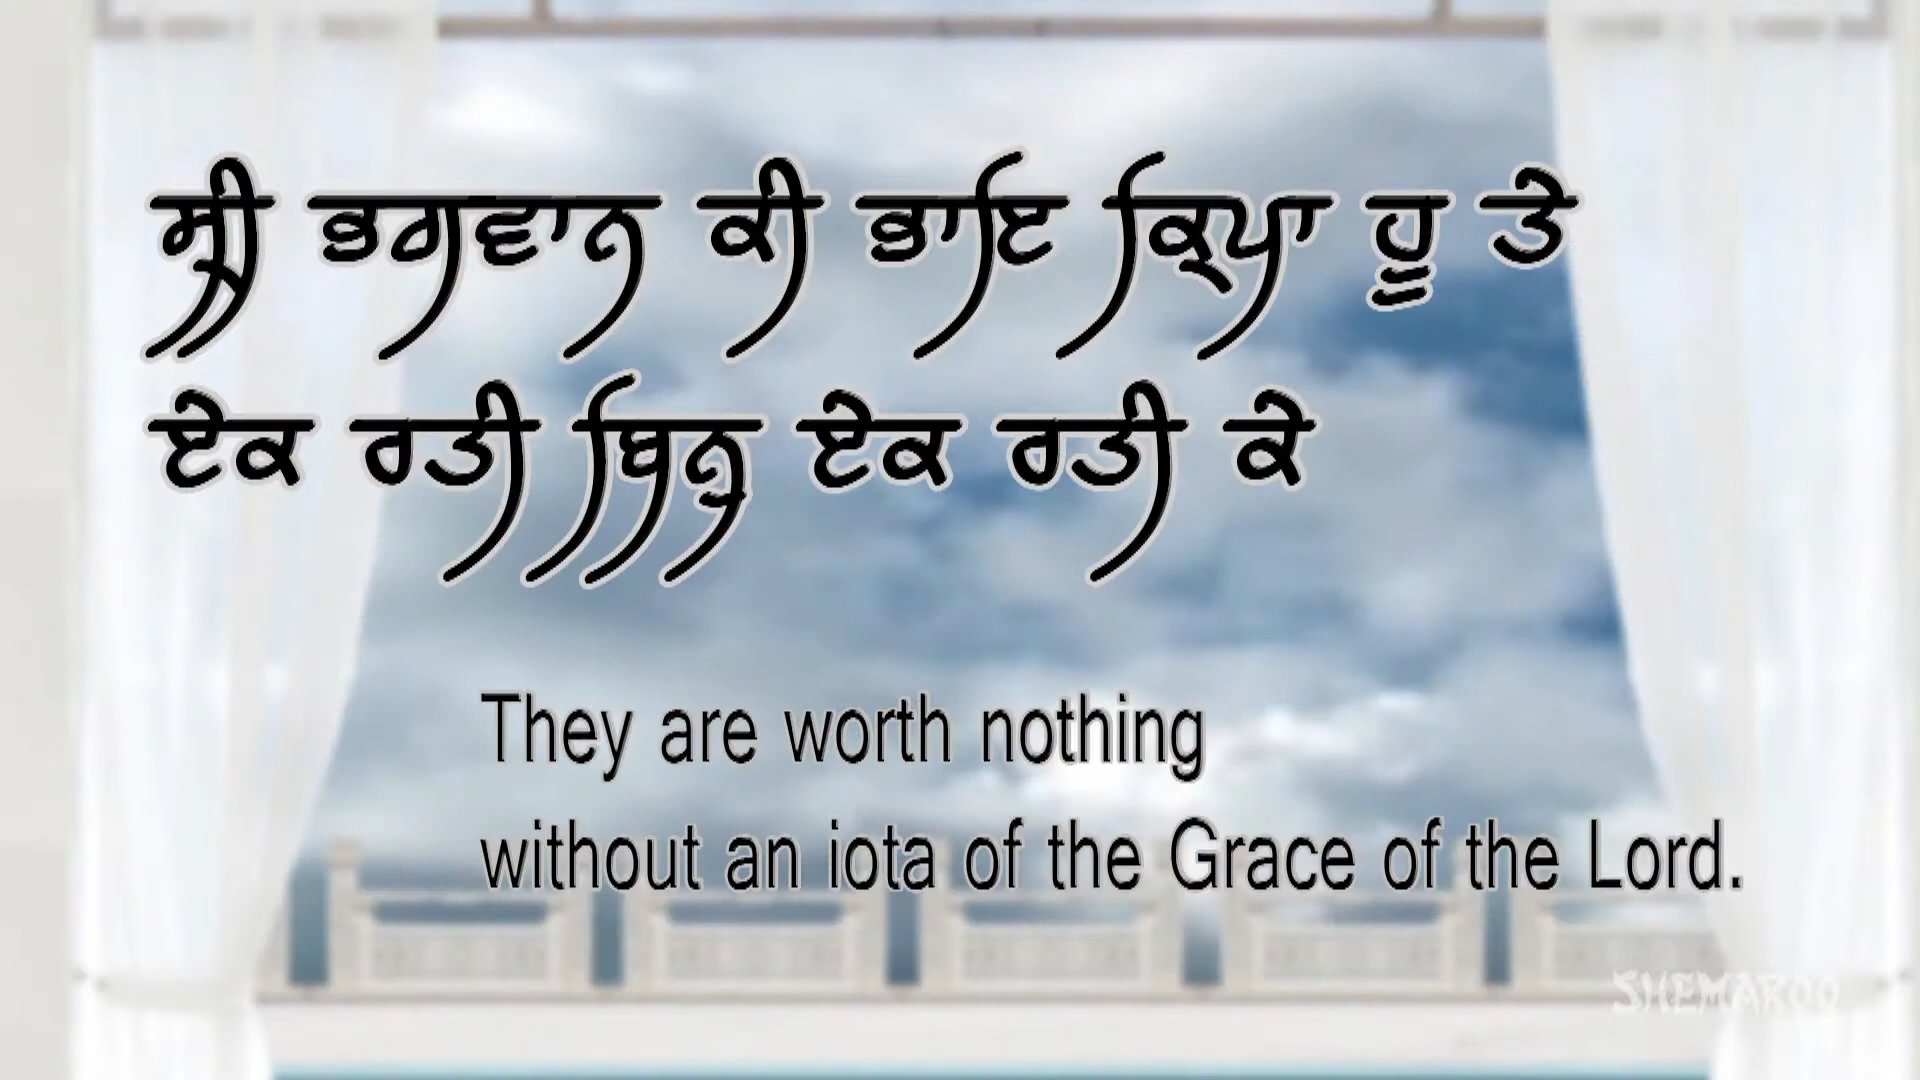 ਸ੍ਰੀ ਭਗਵਾਨ ਕੀ ਭਾਇ ਕ੍ਰਿਪਾ ਹੂ ਤੇ
ਏਕ ਰਤੀ ਬਿਨੁ ਏਕ ਰਤੀ ਕੇ
They are worth nothing
without an iota of the Grace of the Lord.
SHEMAROO